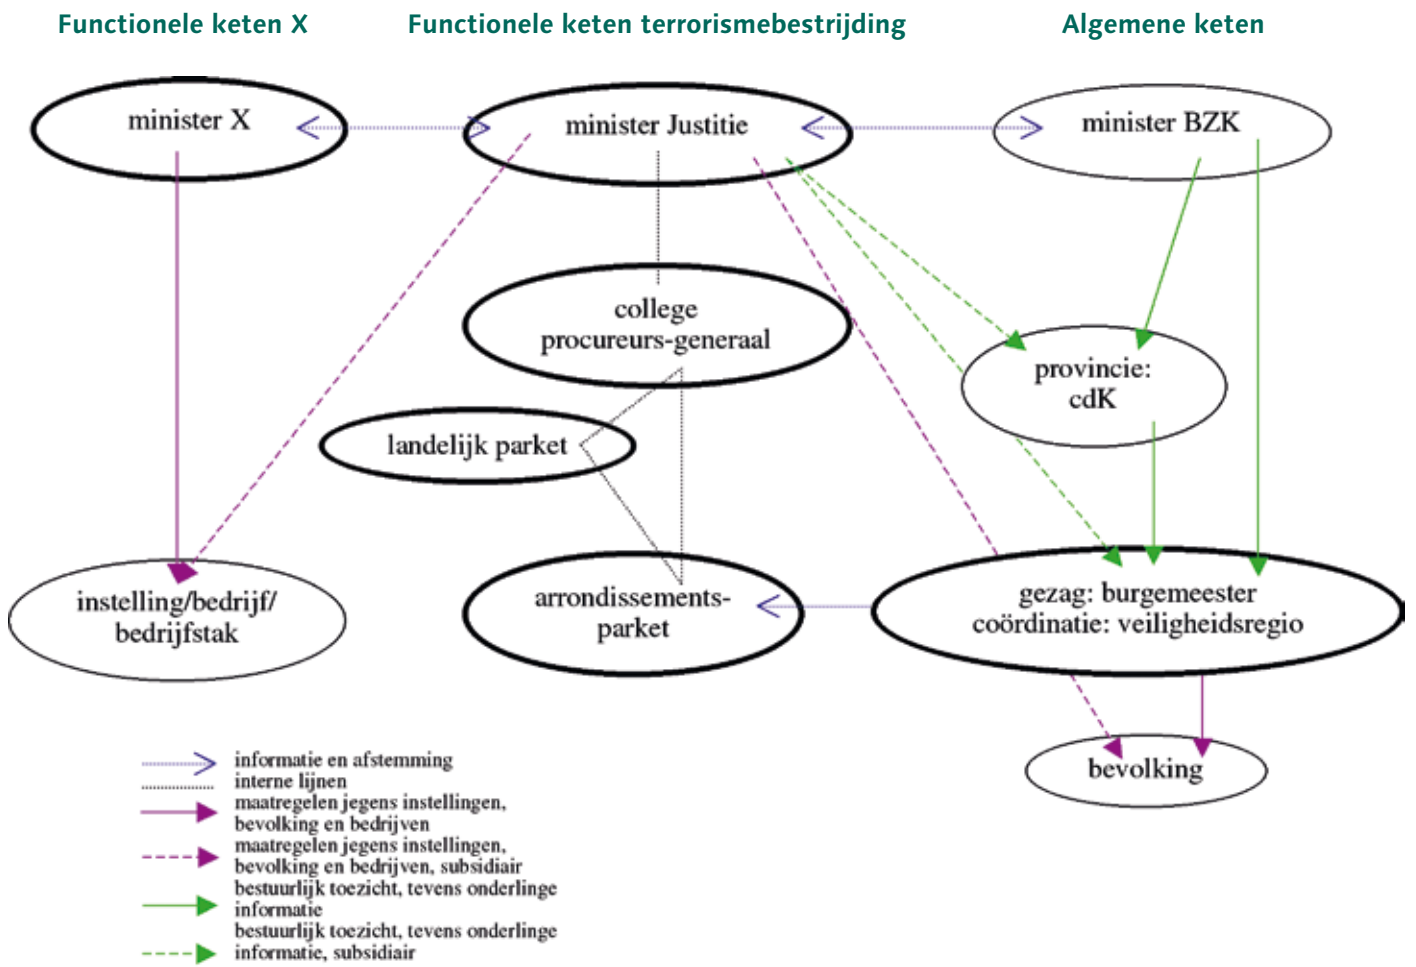 Functionele keten X
Functionele keten terrorismebestrijding
Algemene keten
minister X
minister Justitie
minister BZK
college
procureurs-generaal
provincie:
cdK
landelijk parket
instelling/bedrijf/
bedrijfstak
arrondissements-
parket
gezag: burgemeester
coördinatie: veiligheidsregio
bevolking
informatie en afstemming
interne lijnen
maatregelen jegens instellingen,
bevolking en bedrijven
maatregelen jegens instellingen,
bevolking en bedrijven, subsidiair
bestuurlijk toezicht, tevens onderlinge
informatie
bestuurlijk toezicht, tevens onderlinge
informatie, subsidiair